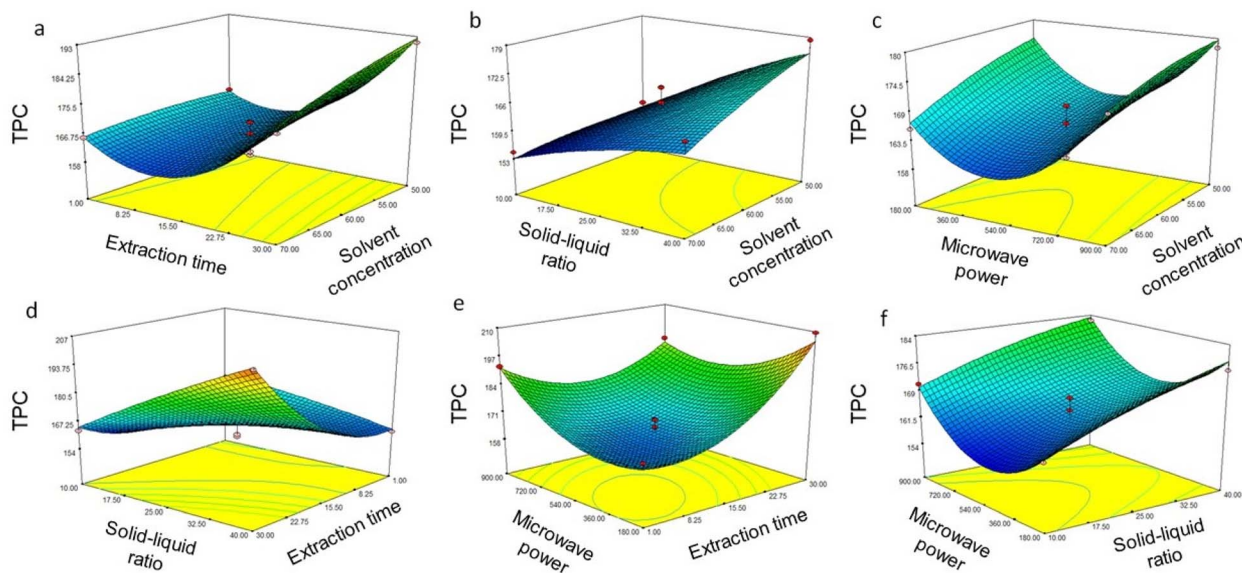 a
193
184.25
175.5
166.75
158
TPC
1.00
8.25
15.50
22.75
30.00
70.00
65.00
60.00
55.00
50.00
Extraction time
Solvent
concentration
b
179
172.5
166
159.5
153
TPC
10.00
17.50
25.00
32.50
40.00
70.00
65.00
60.00
55.00
50.00
Solid-liquid
ratio
Solvent
concentration
c
180
174.5
169
163.5
158
TPC
180.00
360.00
540.00
720.00
900.00
70.00
65.00
60.00
55.00
50.00
Microwave
power
Solvent
concentration
d
207
193.75
180.5
167.25
154
TPC
10.00
17.50
25.00
32.50
40.00
30.00
22.75
15.50
8.25
1.00
Solid-liquid
ratio
Extraction time
e
210
197
184
171
158
TPC
900.00
720.00
540.00
360.00
180.00
1.00
8.25
15.50
22.75
30.00
Microwave
power
Extraction time
f
184
176.5
169
161.5
154
TPC
900.00
720.00
540.00
360.00
180.00
10.00
17.50
25.00
32.50
40.00
Microwave
power
Solid-liquid
ratio